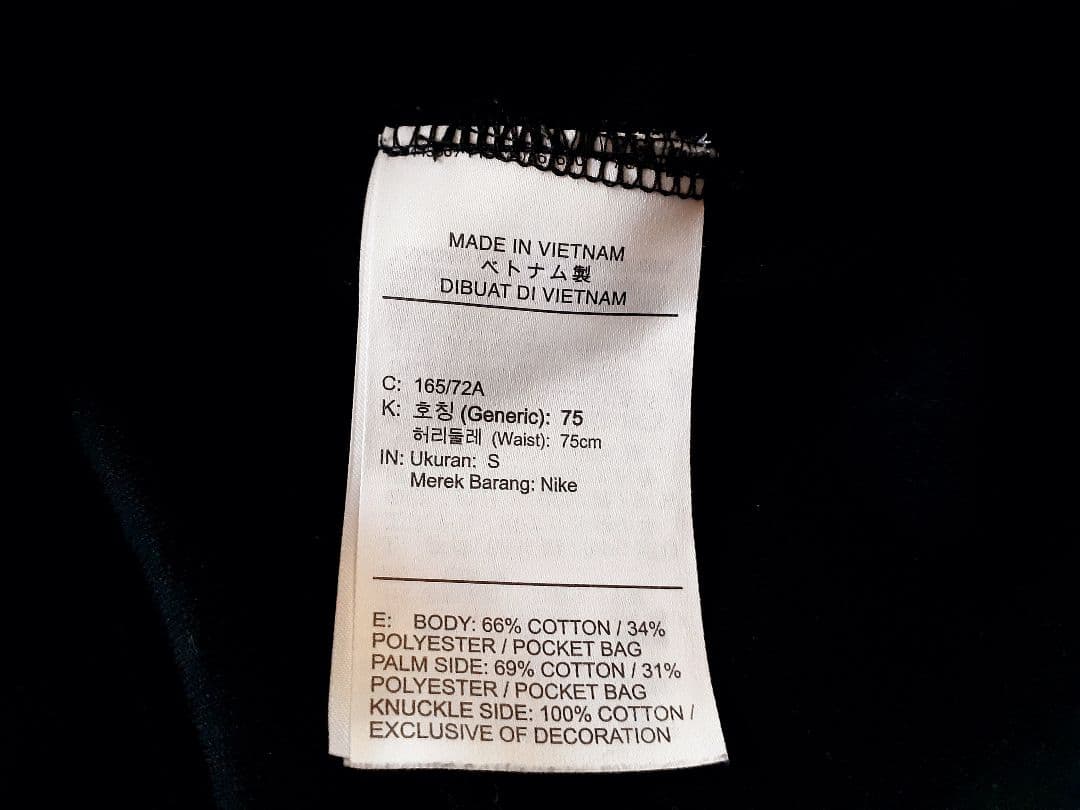 MADE IN VIETNAM
ベトナム製
DIBUAT DI VIETNAM
C: 165/72A
K: 호칭 (Generic): 75
허리둘레 (Waist): 75cm
IN: Ukuran: S
Merek Barang: Nike
E: BODY: 66% COTTON / 34%
POLYESTER / POCKET BAG
PALM SIDE: 69% COTTON / 31%
POLYESTER / POCKET BAG
KNUCKLE SIDE: 100% COTTON /
EXCLUSIVE OF DECORATION